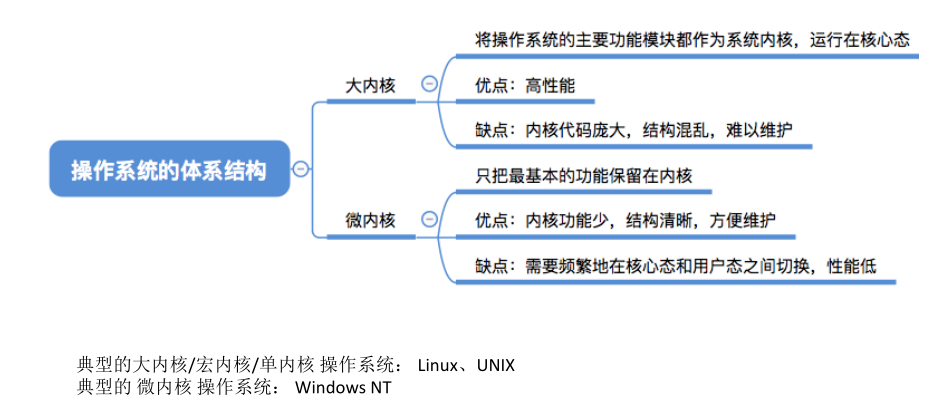 操作系统的体系结构
大内核
将操作系统的主要功能模块都作为系统内核，运行在核心态
优点：高性能
缺点：内核代码庞大，结构混乱，难以维护
微内核
只把最基本的功能保留在内核
优点：内核功能少，结构清晰，方便维护
缺点：需要频繁地在核心态和用户态之间切换，性能低
典型的大内核/宏内核/单内核 操作系统： Linux、UNIX
典型的 微内核 操作系统： Windows NT